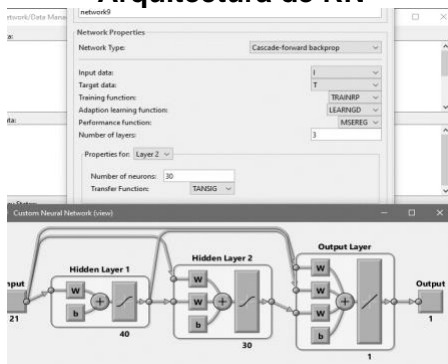 Arquitectura de RN
network/Data Mana
network9
Network Properties
Network Type:
Cascade-forward backprop
Input data:
I
Target data:
T
Training function:
TRAINRP
Adaption learning function:
LEARNGD
Performance function:
MSEREG
Number of layers:
3
Properties for:
Layer 2
Number of neurons:
30
Transfer Function:
TANSIG
Custom Neural Network (view)
Hidden Layer 1
Hidden Layer 2
Output Layer
Input
21
W
b
+
40
W
W
b
+
30
W
W
W
b
+
1
Output
1